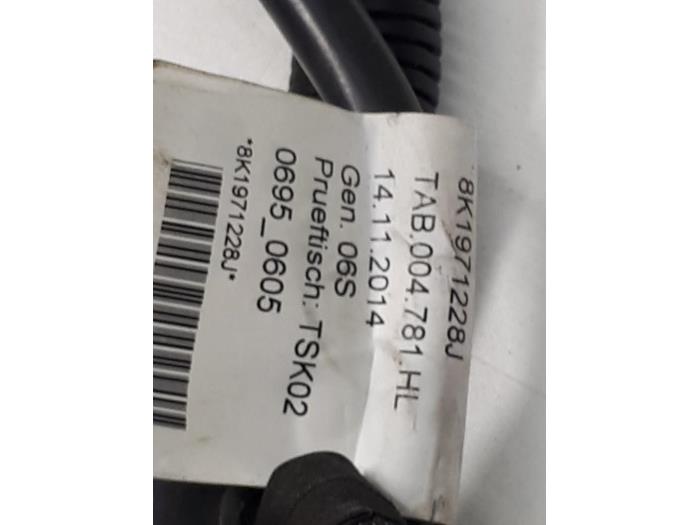 8K1971228J
TAB.004.781.HL
14.11.2014
Gen. 06S
Prueftisch: TSK02
0695_0605
*8K1971228J*